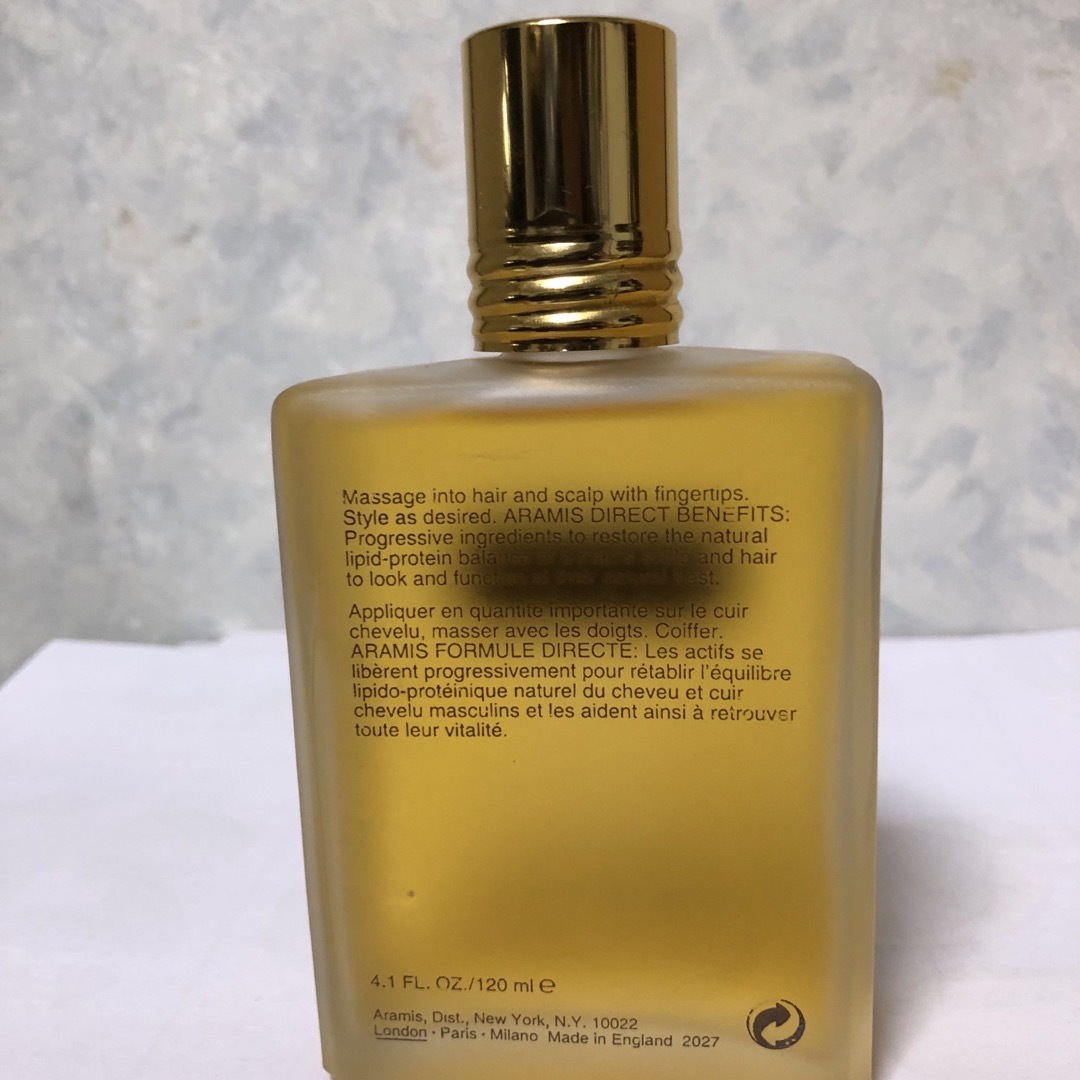 Massage into hair and scalp with fingertips.
Style as desired. ARAMIS DIRECT BENEFITS:
Progressive ingredients to restore the natural
lipid-protein and hair
to look and
Appliquer en quantité importante sur le cuir
chevelu, masser avec les doigts. Coiffer.
ARAMIS FORMULE DIRECTE: Les actifs se
libèrent progressivement pour rétablir l'équilibre
lipido-protéinique naturel du cheveu et cuir
chevelu masculins et les aident ainsi à retrouver
toute leur vitalité.
4.1 FL. OZ./120 ml ℮
Aramis, Dist., New York, N.Y. 10022
London · Paris · Milano Made in England 2027